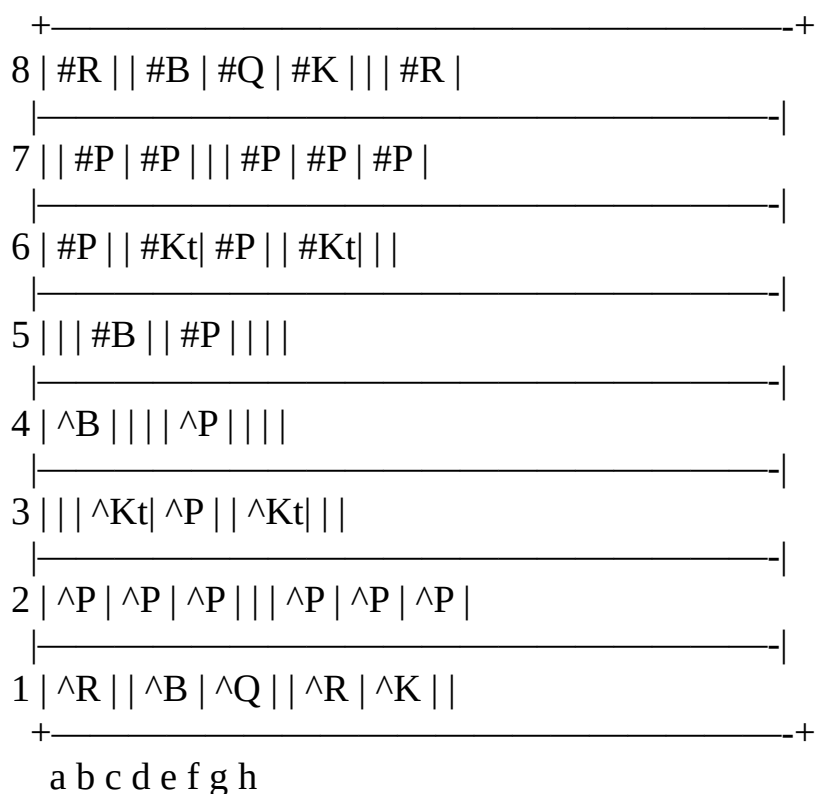 +—————————————————-+
8 | #R | | #B | #Q | #K | | | #R |
|—————————————————-|
7 | | #P | #P | | | #P | #P | #P |
|—————————————————-|
6 | #P | | #Kt| #P | | #Kt| | |
|—————————————————-|
5 | | | #B | | #P | | | |
|—————————————————-|
4 | ^B | | | | ^P | | | |
|—————————————————-|
3 | | | ^Kt| ^P | | ^Kt| | |
|—————————————————-|
2 | ^P | ^P | ^P | | | ^P | ^P | ^P |
|—————————————————-|
1 | ^R | | ^B | ^Q | | ^R | ^K | |
+—————————————————-+
a b c d e f g h